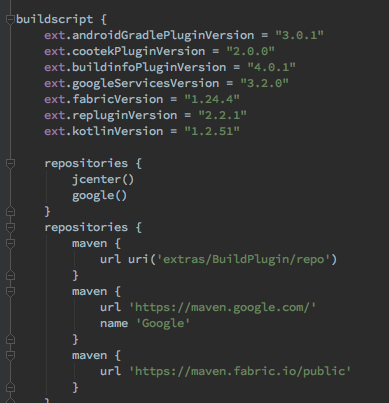 buildscript {
    ext.androidGradlePluginVersion = "3.0.1"
    ext.cootekPluginVersion = "2.0.0"
    ext.buildinfoPluginVersion = "4.0.1"
    ext.googleServicesVersion = "3.2.0"
    ext.fabricVersion = "1.24.4"
    ext.repluginVersion = "2.2.1"
    ext.kotlinVersion = "1.2.51"

    repositories {
        jcenter()
        google()
    }
    repositories {
        maven {
            url uri('extras/BuildPlugin/repo')
        }
        maven {
            url 'https://maven.google.com/'
            name 'Google'
        }
        maven {
            url 'https://maven.fabric.io/public'
        }
    }